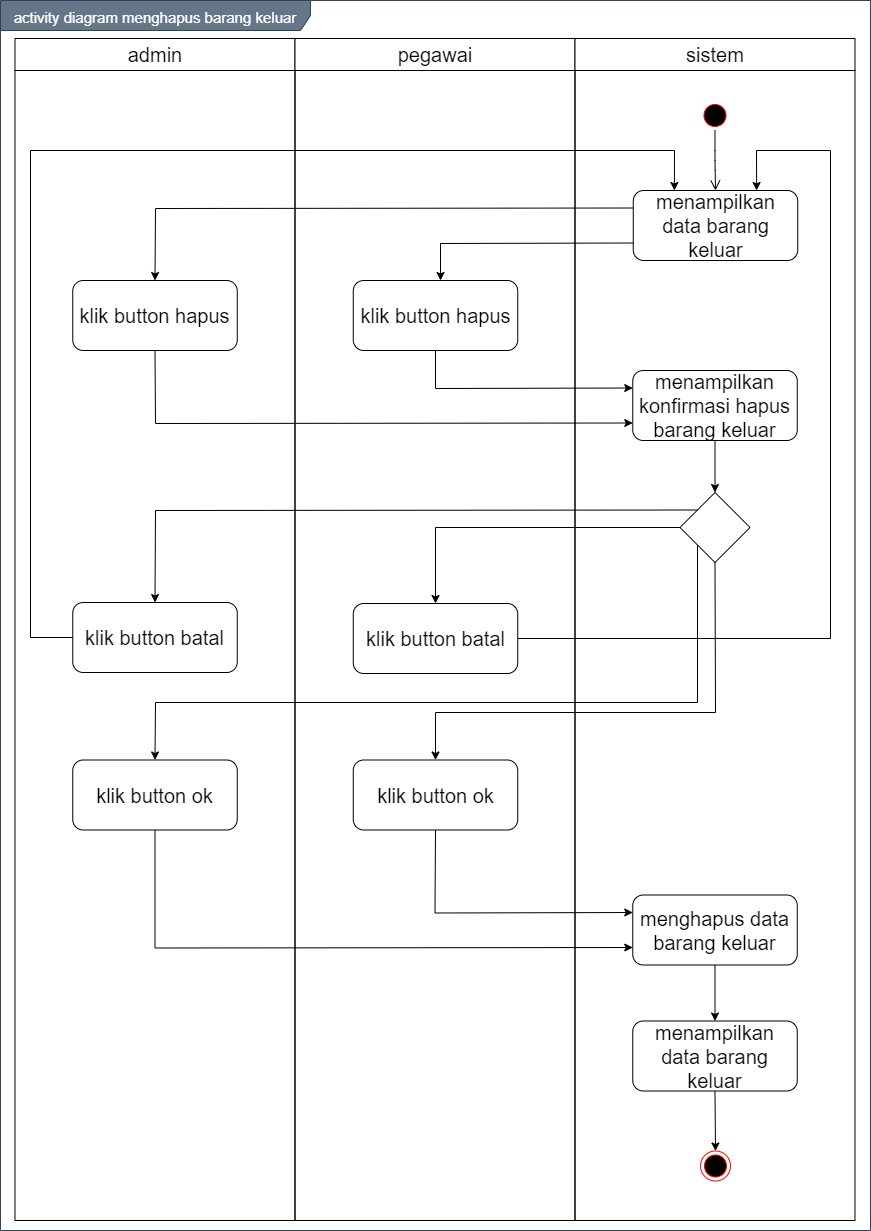 activity diagram menghapus barang keluar
admin
pegawai
sistem
menampilkan
data barang
keluar
klik button hapus
klik button hapus
menampilkan
konfirmasi hapus
barang keluar
klik button batal
klik button batal
klik button ok
klik button ok
menghapus data
barang keluar
menampilkan
data barang
keluar